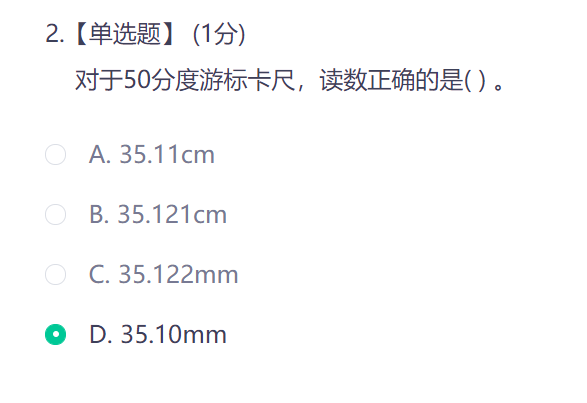 2.【单选题】 (1分)
对于50分度游标卡尺，读数正确的是( ) 。
A. 35.11cm
B. 35.121cm
C. 35.122mm
D. 35.10mm